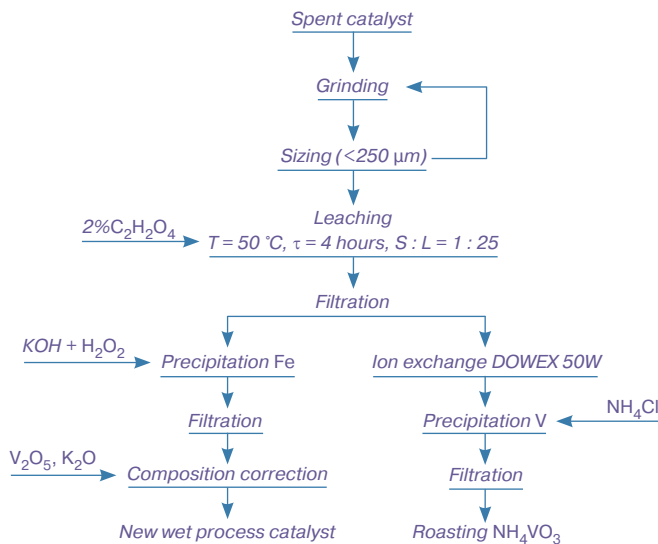 Spent catalyst
Grinding
Sizing (<250 µm)
Leaching
2%C₂H₂O₄
T = 50 °C, τ = 4 hours, S : L = 1 : 25
Filtration
KOH + H₂O₂
Precipitation Fe
Ion exchange DOWEX 50W
Filtration
Precipitation V
NH₄Cl
V₂O₅, K₂O
Composition correction
Filtration
New wet process catalyst
Roasting NH₄VO₃